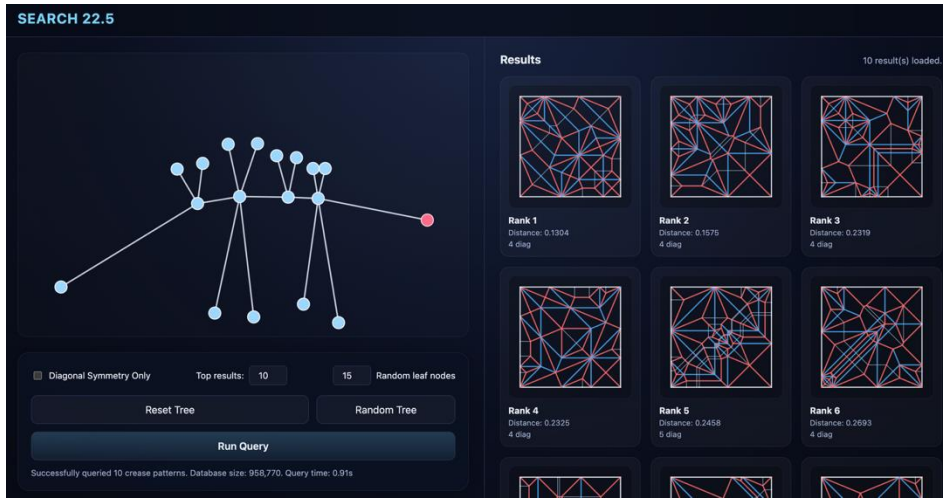 SEARCH 22.5
Diagonal Symmetry Only
Top results: 10
15 Random leaf nodes
Reset Tree
Random Tree
Run Query
Successfully queried 10 crease patterns. Database size: 958,770. Query time: 0.91s
Results
10 result(s) loaded.
Rank 1
Distance: 0.1304
4 diag
Rank 2
Distance: 0.1575
4 diag
Rank 3
Distance: 0.2319
4 diag
Rank 4
Distance: 0.2325
4 diag
Rank 5
Distance: 0.2458
5 diag
Rank 6
Distance: 0.2693
4 diag